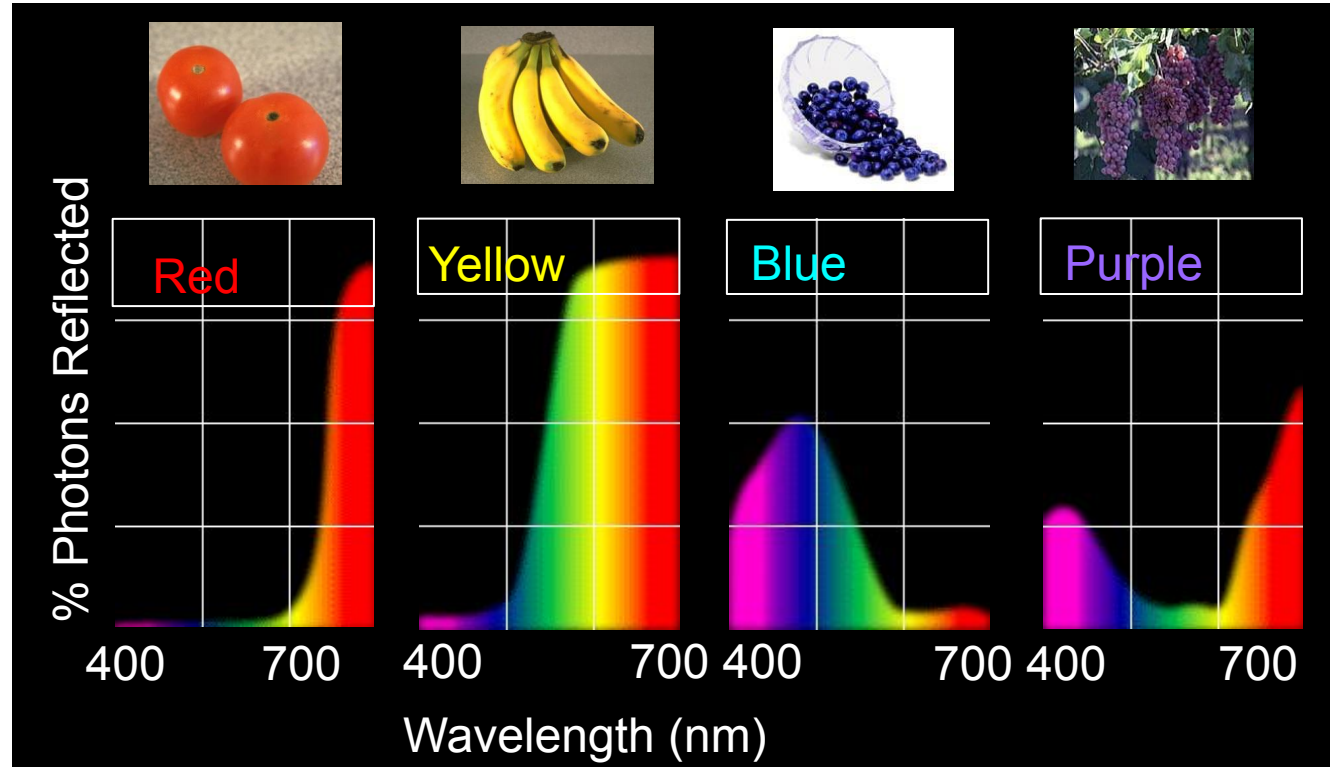 % Photons Reflected
Red
Yellow
Blue
Purple
400 700
400 700
400 700
400 700
Wavelength (nm)